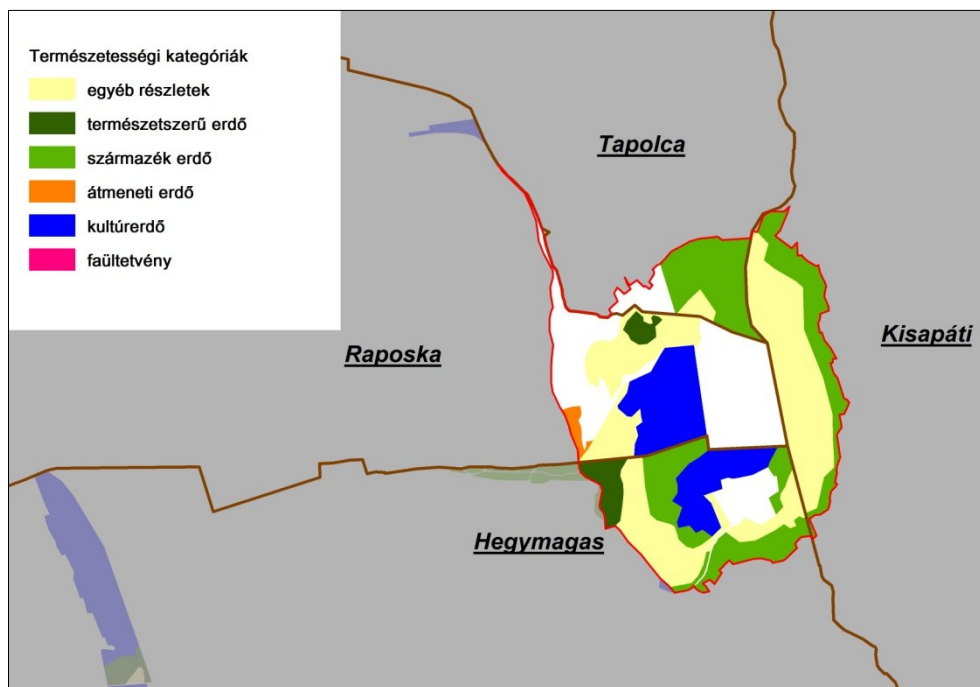 Természetességi kategóriák
egyéb részletek
természetszerű erdő
származék erdő
átmeneti erdő
kultúrerdő
faültetvény
Tapolca
Kisapáti
Raposka
Hegymagas